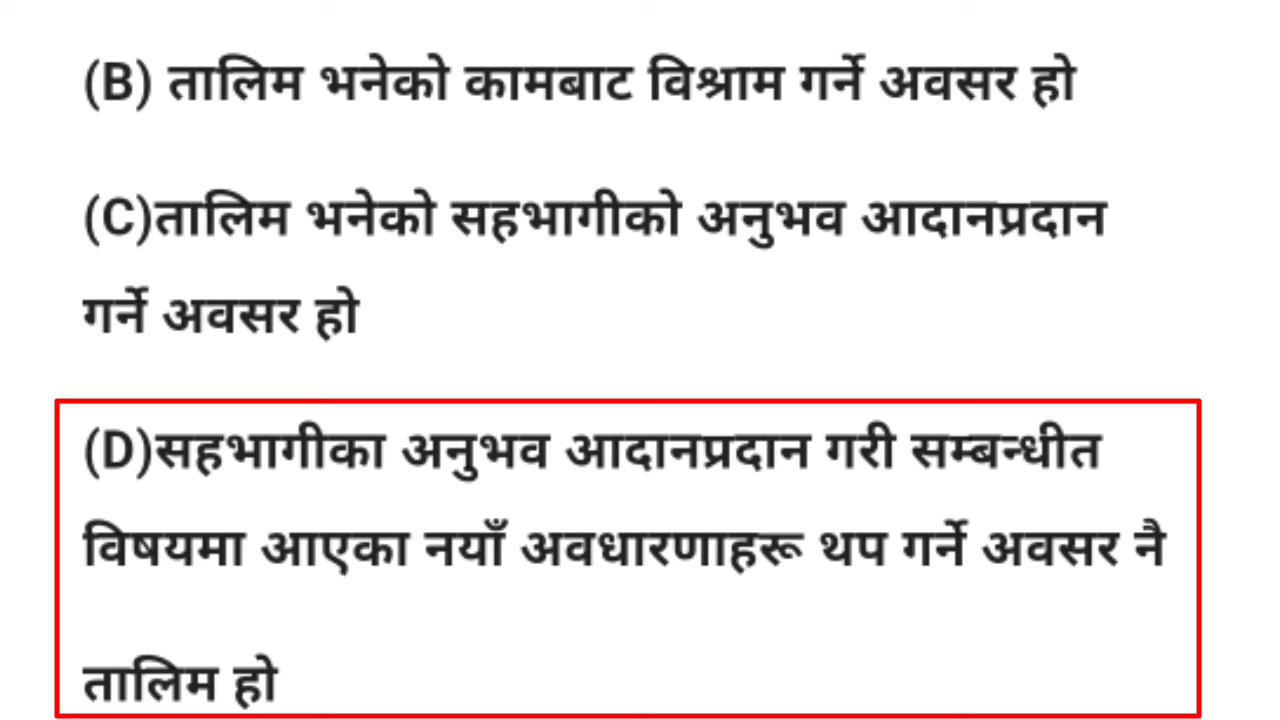 (B) तालिम भनेको कामबाट विश्राम गर्ने अवसर हो
(C)तालिम भनेको सहभागीको अनुभव आदानप्रदान
गर्ने अवसर हो
(D)सहभागीका अनुभव आदानप्रदान गरी सम्बन्धीत
विषयमा आएका नयाँ अवधारणाहरू थप गर्ने अवसर नै
तालिम हो